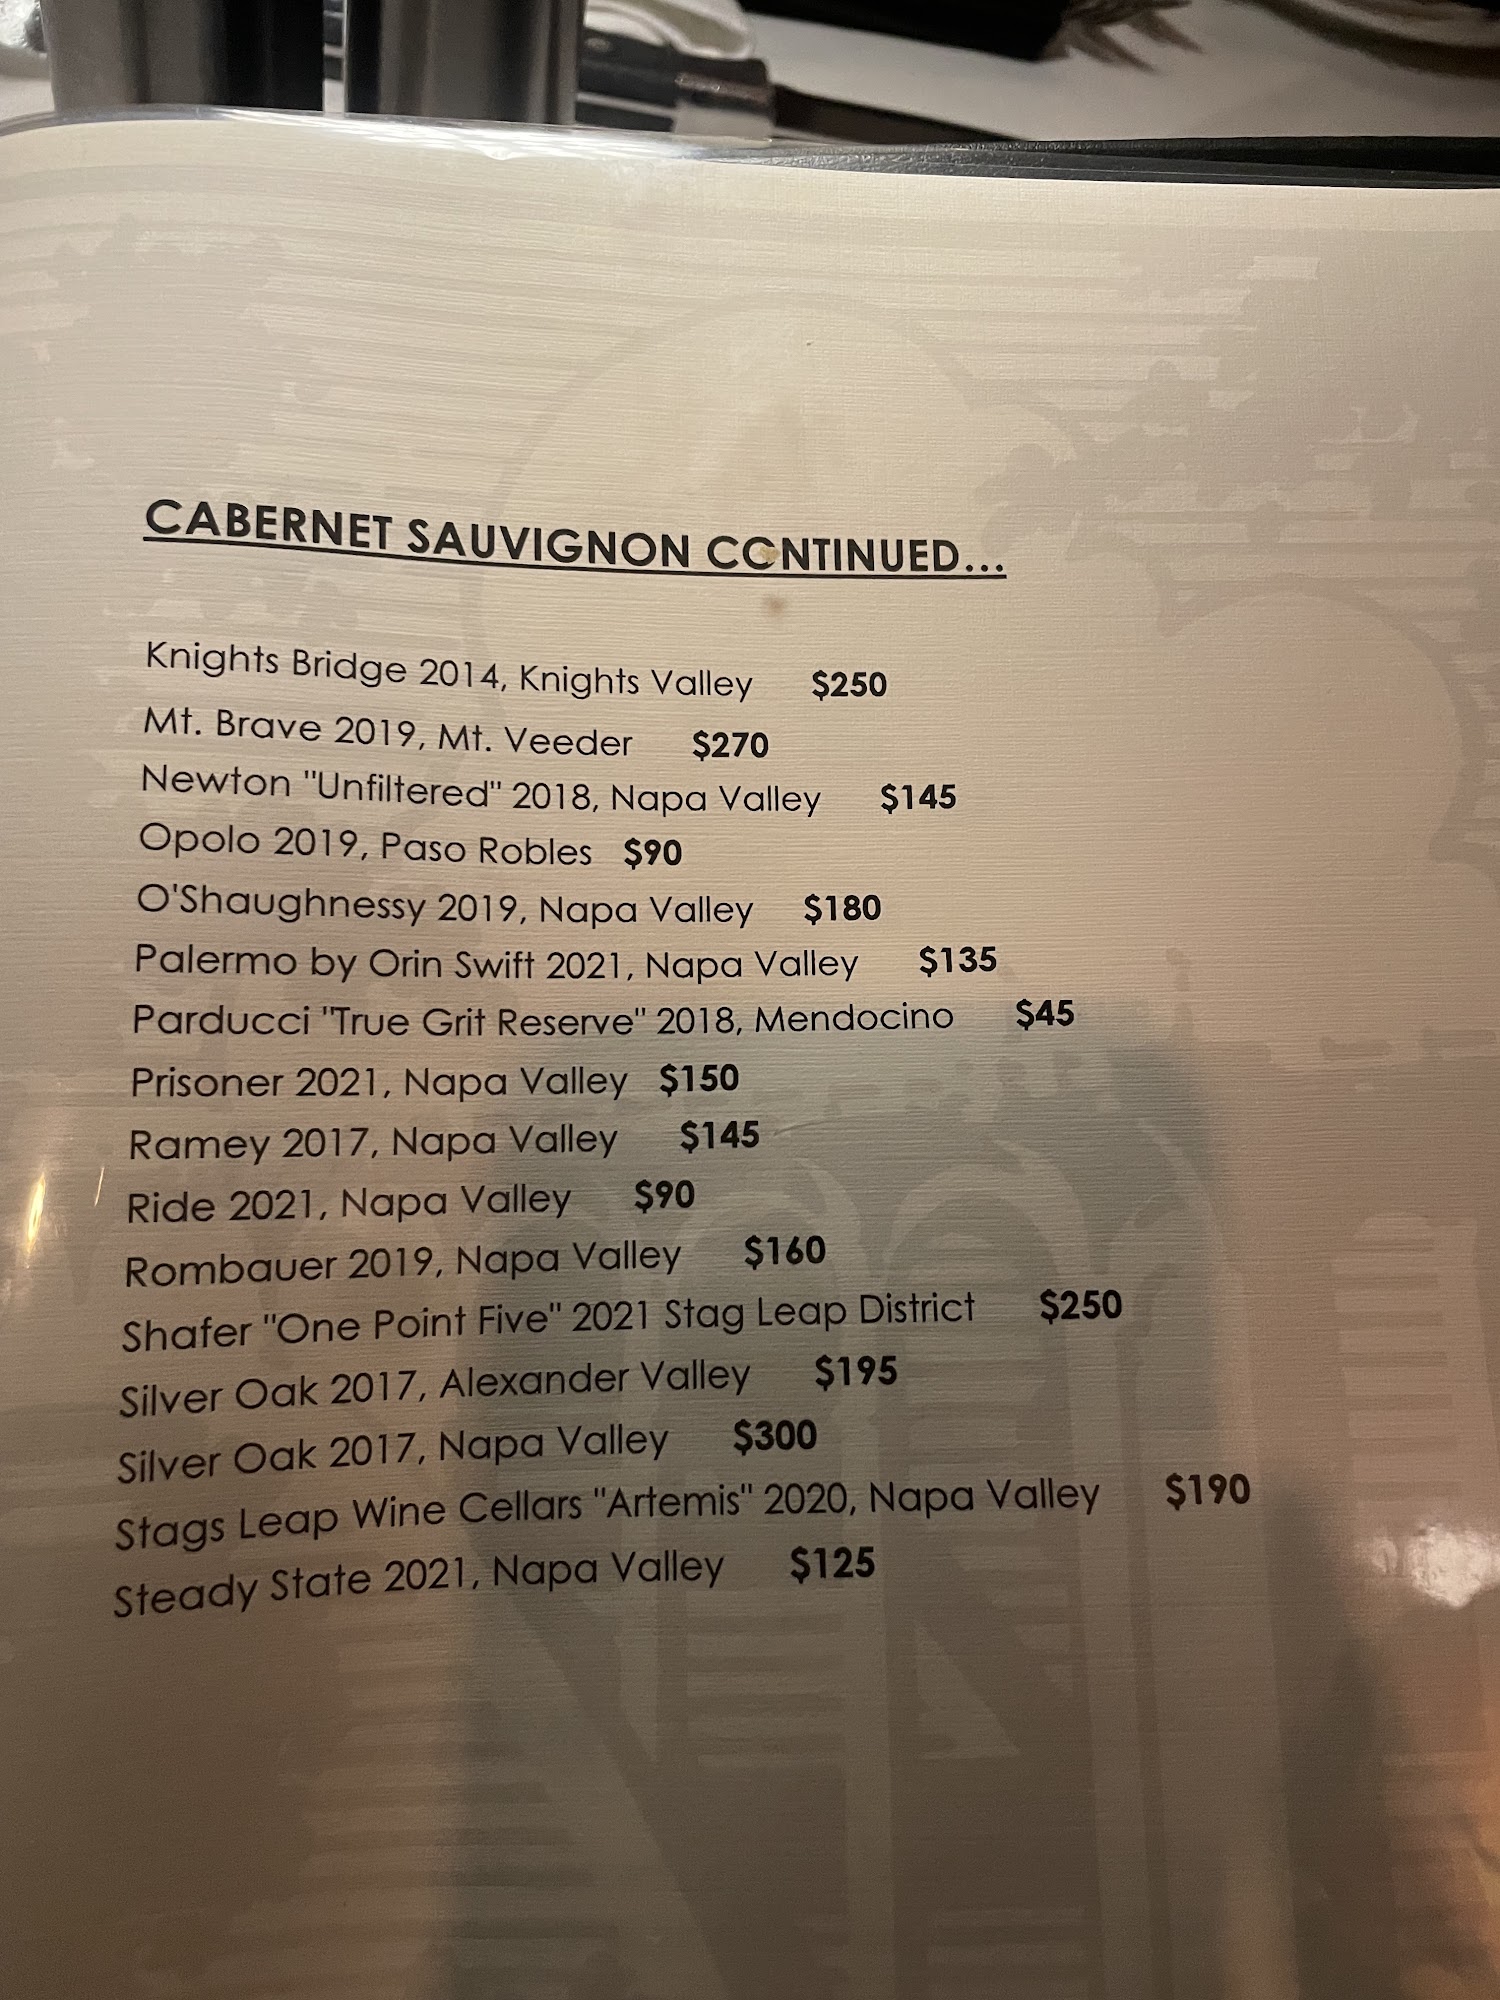 CABERNET SAUVIGNON CONTINUED...
Knights Bridge 2014, Knights Valley $250
Mt. Brave 2019, Mt. Veeder $270
Newton "Unfiltered" 2018, Napa Valley $145
Opolo 2019, Paso Robles $90
O'Shaughnessy 2019, Napa Valley $180
Palermo by Orin Swift 2021, Napa Valley $135
Parducci "True Grit Reserve" 2018, Mendocino $45
Prisoner 2021, Napa Valley $150
Ramey 2017, Napa Valley $145
Ride 2021, Napa Valley $90
Rombauer 2019, Napa Valley $160
Shafer "One Point Five" 2021 Stag Leap District $250
Silver Oak 2017, Alexander Valley $195
Silver Oak 2017, Napa Valley $300
Stags Leap Wine Cellars "Artemis" 2020, Napa Valley $190
Steady State 2021, Napa Valley $125